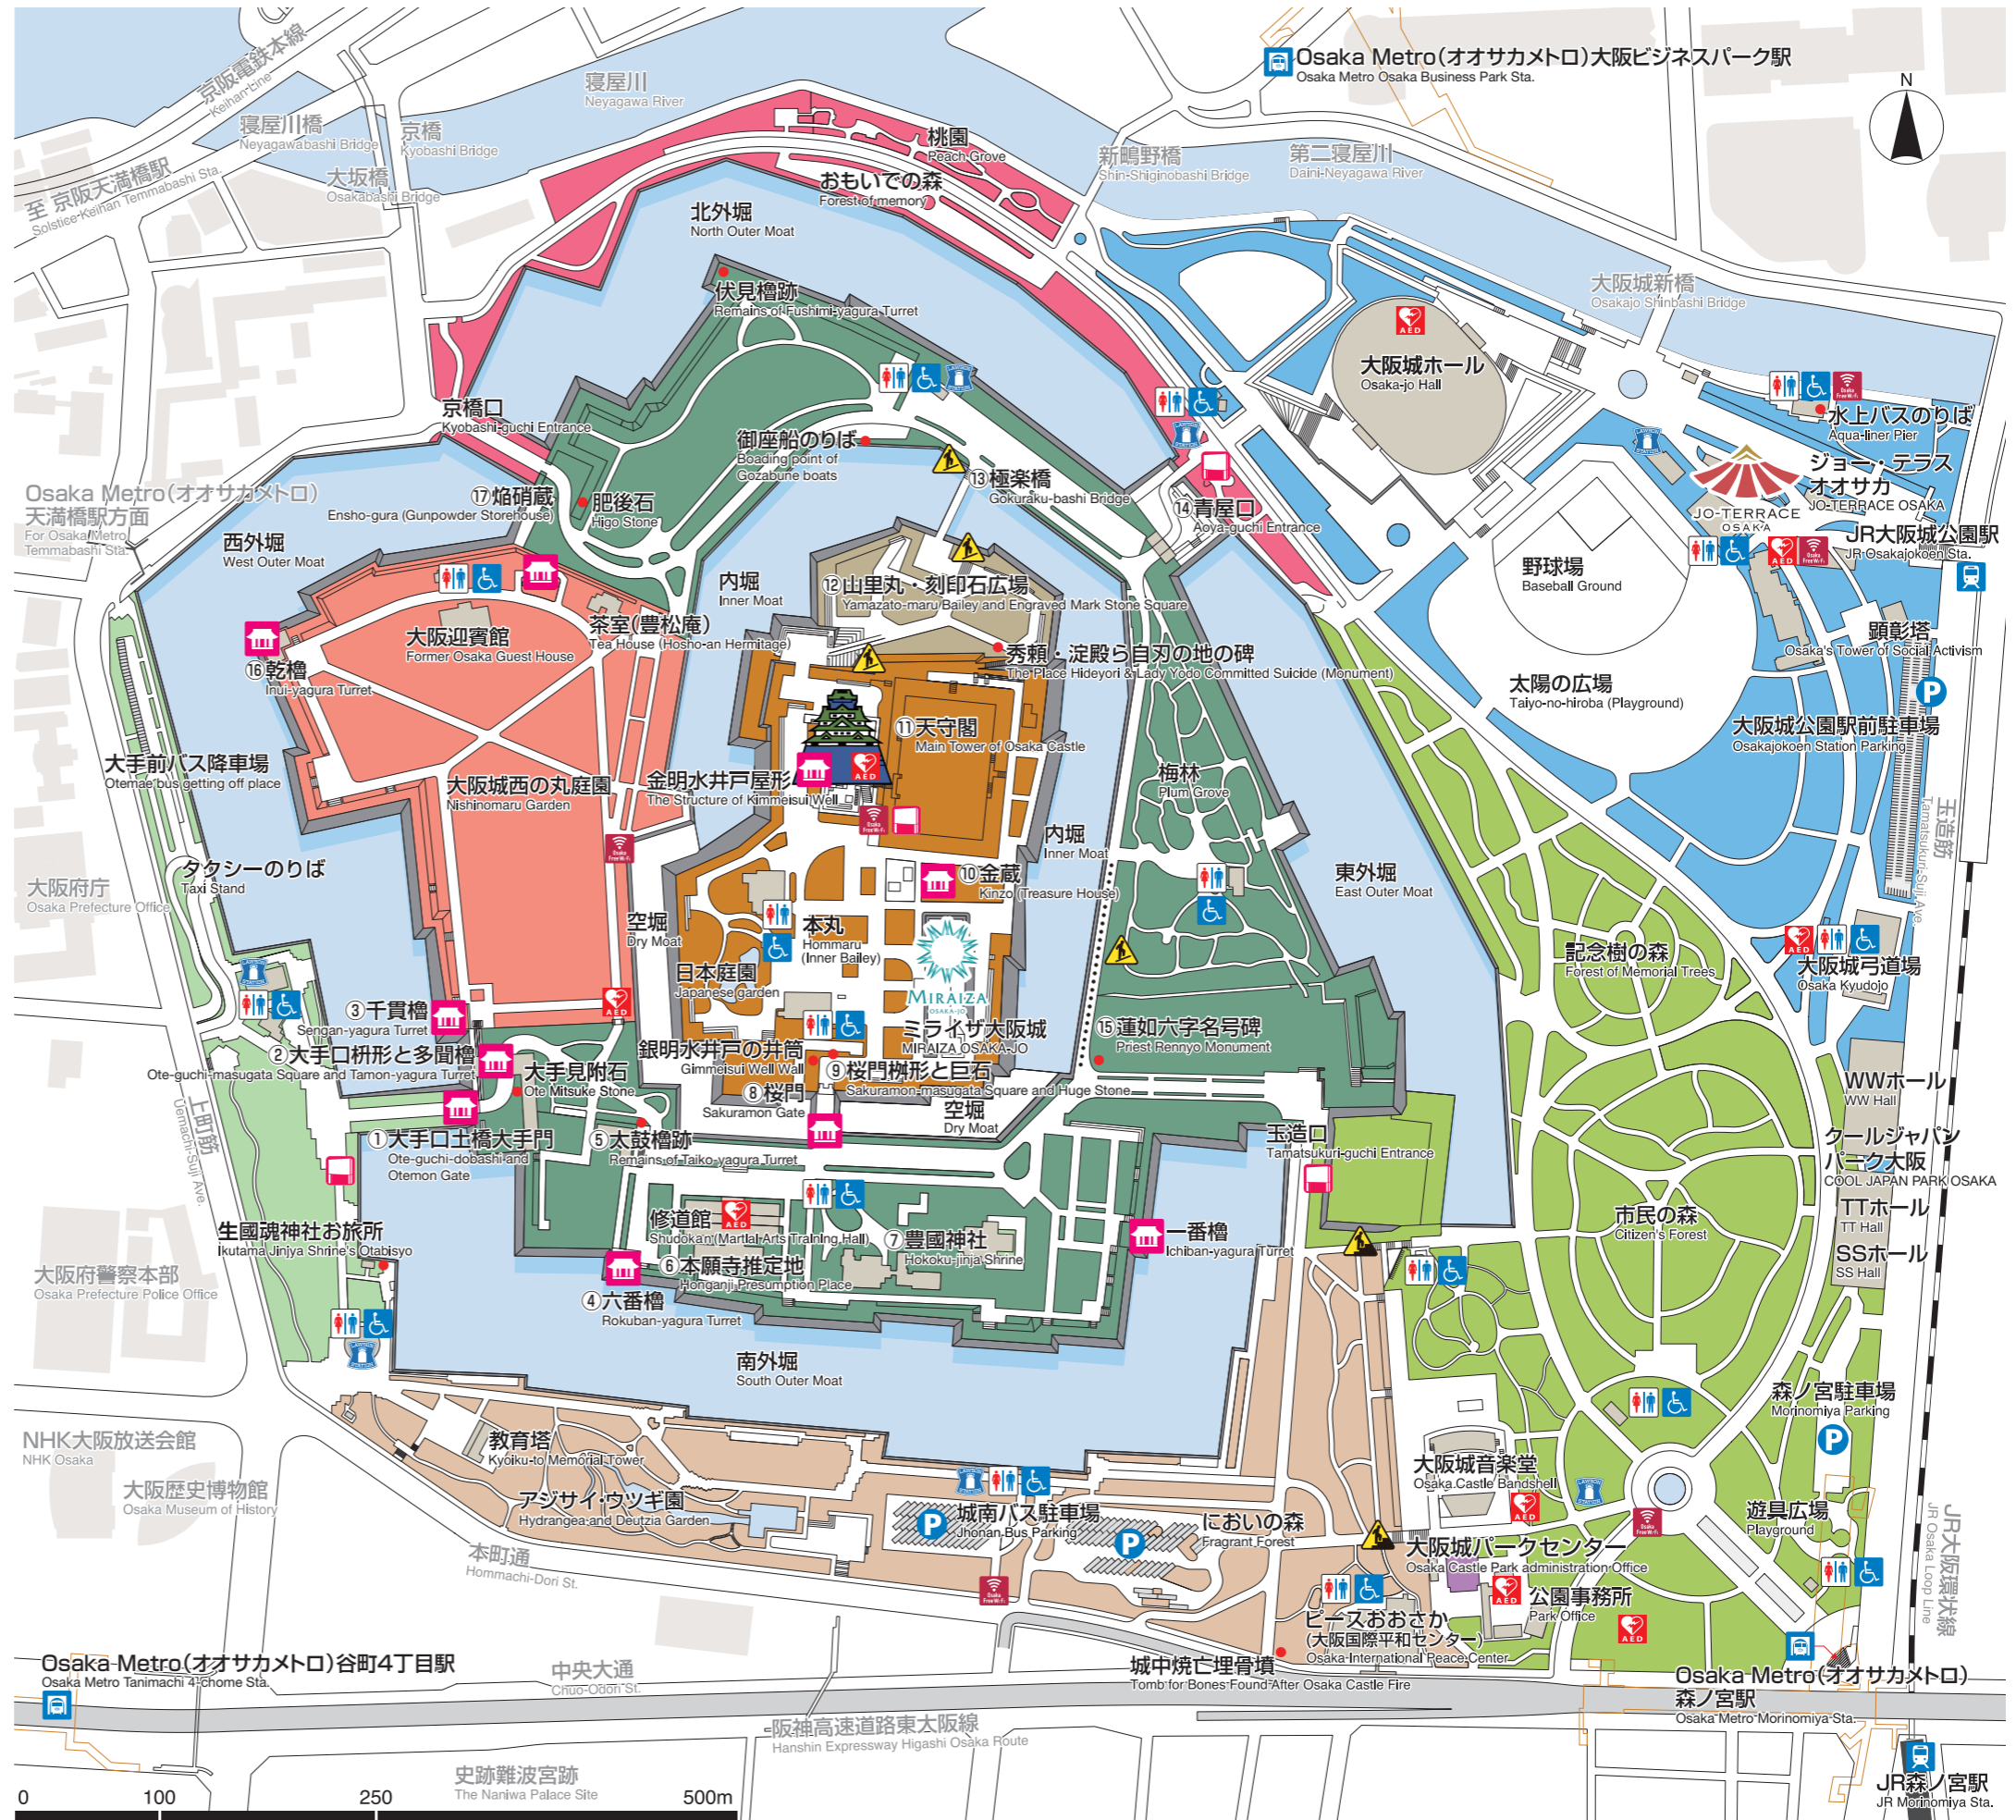 Osaka Metro(オオサカメトロ)大阪ビジネスパーク駅
Osaka Metro Osaka Business Park Sta.
N
京阪電鉄本線
Keihan-Line
寝屋川
Neyagawa River
寝屋川橋
Neyagawabashi Bridge
京橋
Kyobashi Bridge
大坂橋
Osakabashi Bridge
至 京阪天満橋駅
Solstice-Keihan Temmabashi Sta.
桃園
Peach Grove
おもいでの森
Forest of memory
新鴫野橋
Shin-Shiginobashi Bridge
第二寝屋川
Daini-Neyagawa River
北外堀
North Outer Moat
伏見櫓跡
Remains of Fushimi-yagura Turret
大阪城新橋
Osakajo Shinbashi Bridge
大阪城ホール
Osaka-jo Hall
京橋口
Kyobashi-guchi Entrance
御座船のりば
Boading point of
Gozabune boats
⑬極楽橋
Gokuraku-bashi Bridge
水上バスのりば
Aqua-liner Pier
ジョー・テラス
オオサカ
JO-TERRACE OSAKA
JO-TERRACE
OSAKA
JR大阪城公園駅
JR Osakajokoen Sta.
⑭青屋口
Aoya-guchi Entrance
⑰焔硝蔵
Ensho-gura (Gunpowder Storehouse)
肥後石
Higo Stone
Osaka Metro(オオサカメトロ)
天満橋駅方面
For Osaka Metro
Temmabashi Sta.
西外堀
West Outer Moat
内堀
Inner Moat
⑫山里丸・刻印石広場
Yamazato-maru Bailey and Engraved Mark Stone Square
野球場
Baseball Ground
大阪迎賓館
Former Osaka Guest House
茶室(豊松庵)
Tea House (Hosho-an Hermitage)
秀頼・淀殿ら自刃の地の碑
The Place Hideyori & Lady Yodo Committed Suicide (Monument)
顕彰塔
Osaka's Tower of Social Activism
⑯乾櫓
Inui-yagura Turret
太陽の広場
Taiyo-no-hiroba (Playground)
大阪城公園駅前駐車場
Osakajokoen Station Parking
⑪天守閣
Main Tower of Osaka Castle
大手前バス降車場
Otemae bus getting off place
大阪城西の丸庭園
Nishinomaru Garden
金明水井戸屋形
The Structure of Kimmeisui Well
梅林
Plum Grove
玉造筋
Tamatsukuri-Suji Ave.
内堀
Inner Moat
タクシーのりば
Taxi Stand
大阪府庁
Osaka Prefecture Office
⑩金蔵
Kinzo (Treasure House)
東外堀
East Outer Moat
空堀
Dry Moat
本丸
Hommaru
(Inner Bailey)
日本庭園
Japanese garden
MIRAIZA
OSAKA-JO
ミライザ大阪城
MIRAIZA OSAKA-JO
記念樹の森
Forest of Memorial Trees
大阪城弓道場
Osaka Kyudojo
③千貫櫓
Sengan-yagura Turret
②大手口枡形と多聞櫓
Ote-guchi-masugata Square and Tamon-yagura Turret
大手見附石
Ote Mitsuke Stone
銀明水井戸の井筒
Gimmeisui Well Wall
⑨桜門桝形と巨石
Sakuramon-masugata Square and Huge Stone
⑧桜門
Sakuramon Gate
⑮蓮如六字名号碑
Priest Rennyo Monument
空堀
Dry Moat
WWホール
WW Hall
クールジャパン
パーク大阪
COOL JAPAN PARK OSAKA
TTホール
TT Hall
SSホール
SS Hall
上町筋
Uemachi-Suji Ave.
①大手口土橋大手門
Ote-guchi-dobashi and
Otemon Gate
⑤太鼓櫓跡
Remains of Taiko-yagura Turret
玉造口
Tamatsukuri-guchi Entrance
生國魂神社お旅所
Ikutama Jinjya Shrine's Otabisyo
修道館
Shudokan (Martial Arts Training Hall)
⑦豊國神社
Hokoku-jinja Shrine
一番櫓
Ichiban-yagura Turret
市民の森
Citizen's Forest
大阪府警察本部
Osaka Prefecture Police Office
⑥本願寺推定地
Honganji Presumption Place
④六番櫓
Rokuban-yagura Turret
南外堀
South Outer Moat
森ノ宮駐車場
Morinomiya Parking
NHK大阪放送会館
NHK Osaka
大阪歴史博物館
Osaka Museum of History
教育塔
Kyoiku-to Memorial Tower
アジサイ・ウツギ園
Hydrangea and Deutzia Garden
城南バス駐車場
Jhonan Bus Parking
においの森
Fragrant Forest
大阪城音楽堂
Osaka Castle Bandshell
遊具広場
Playground
大阪城パークセンター
Osaka Castle Park administration Office
公園事務所
Park Office
JR大阪環状線
JR Osaka Loop Line
本町通
Hommachi-Dori St.
ピースおおさか
(大阪国際平和センター)
Osaka International Peace Center
城中焼亡埋骨墳
Tomb for Bones Found After Osaka Castle Fire
Osaka Metro(オオサカメトロ)谷町4丁目駅
Osaka Metro Tanimachi 4-chome Sta.
中央大通
Chuo-Odori St.
Osaka Metro(オオサカメトロ)
森ノ宮駅
Osaka Metro Morinomiya Sta.
阪神高速道路東大阪線
Hanshin Expressway Higashi Osaka Route
史跡難波宮跡
The Naniwa Palace Site
JR森ノ宮駅
JR Morinomiya Sta.
0 100 250 500m
AED
AED
AED
AED
AED
AED
AED
AED
AED
AED
P
P
P
P